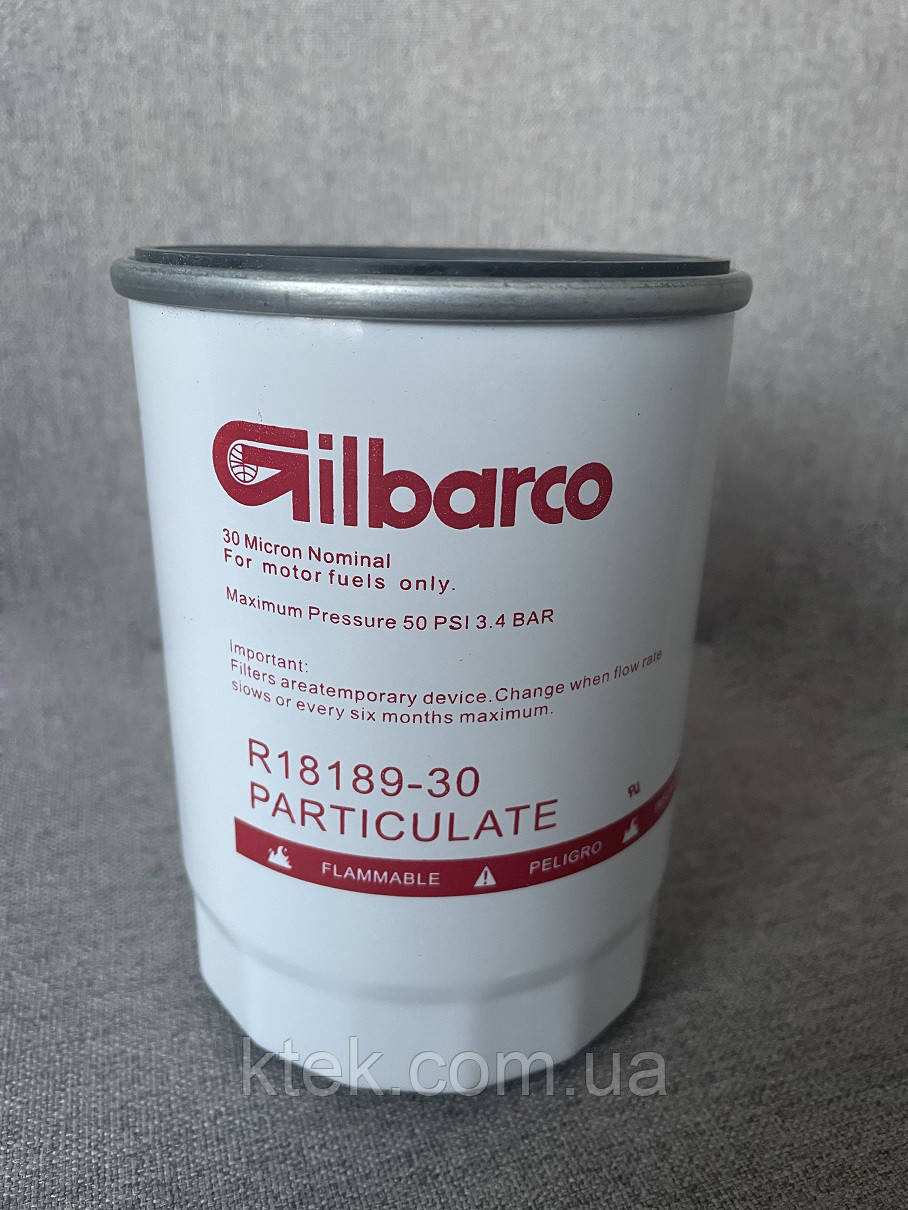 Gilbarco
30 Micron Nominal
For motor fuels only.
Maximum Pressure 50 PSI 3.4 BAR
Important:
Filters areatemporary device.Change when flow rate
siows or every six months maximum.
R18189-30
PARTICULATE
FLAMMABLE
PELIGRO
ktek.com.ua